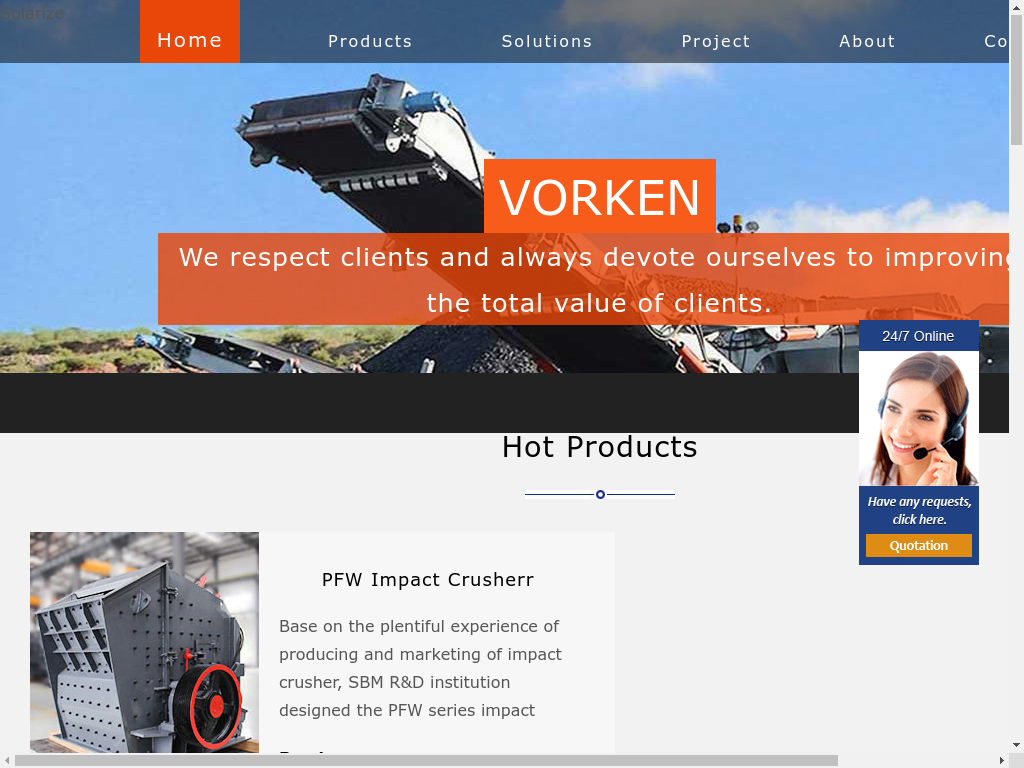 Solarize
Home
Products
Solutions
Project
About
Co
VORKEN
We respect clients and always devote ourselves to improving
the total value of clients.
24/7 Online
Have any requests,
click here.
Quotation
Hot Products
PFW Impact Crusherr
Base on the plentiful experience of
producing and marketing of impact
crusher, SBM R&D institution
designed the PFW series impact